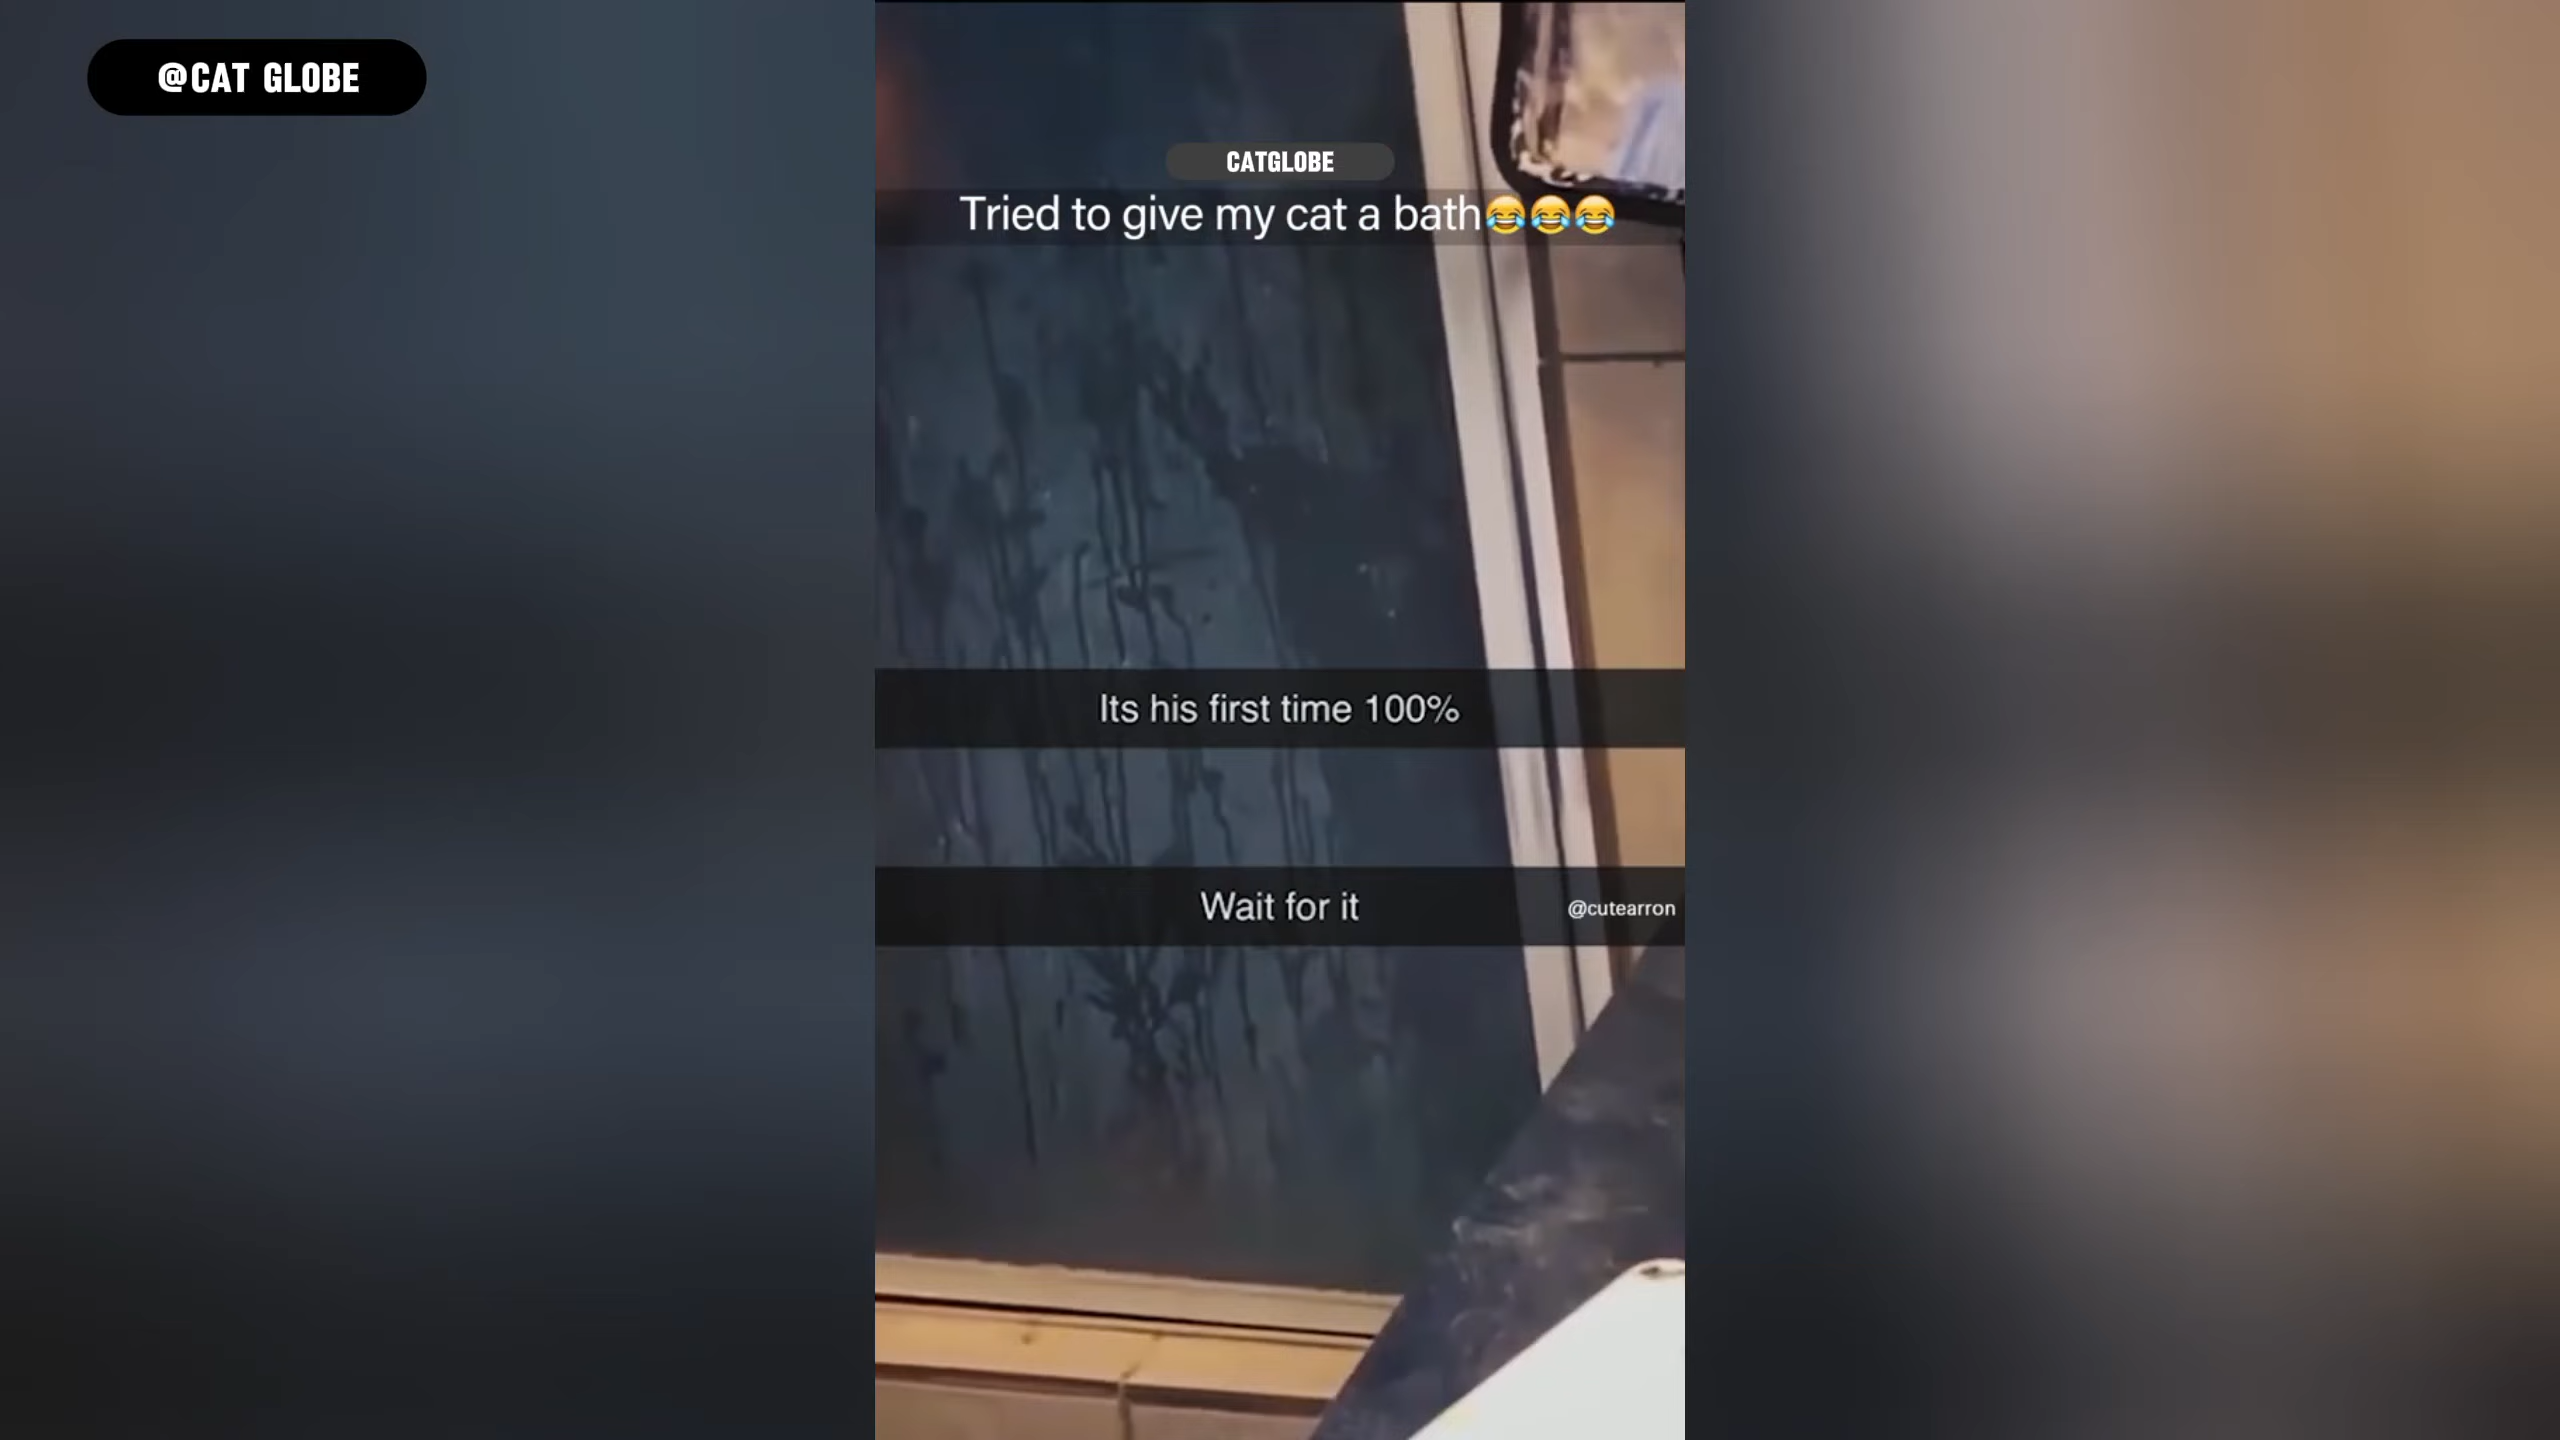 @CAT GLOBE
CATGLOBE
Tried to give my cat a bath😂😂😂
Its his first time 100%
Wait for it
@cutearron